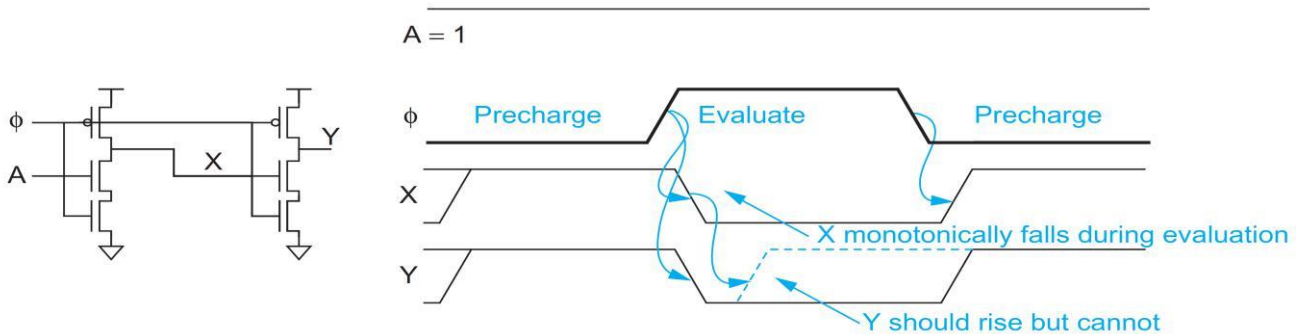 A = 1
ϕ Precharge Evaluate Precharge
ϕ
Y
A X
X
X monotonically falls during evaluation
Y
Y should rise but cannot